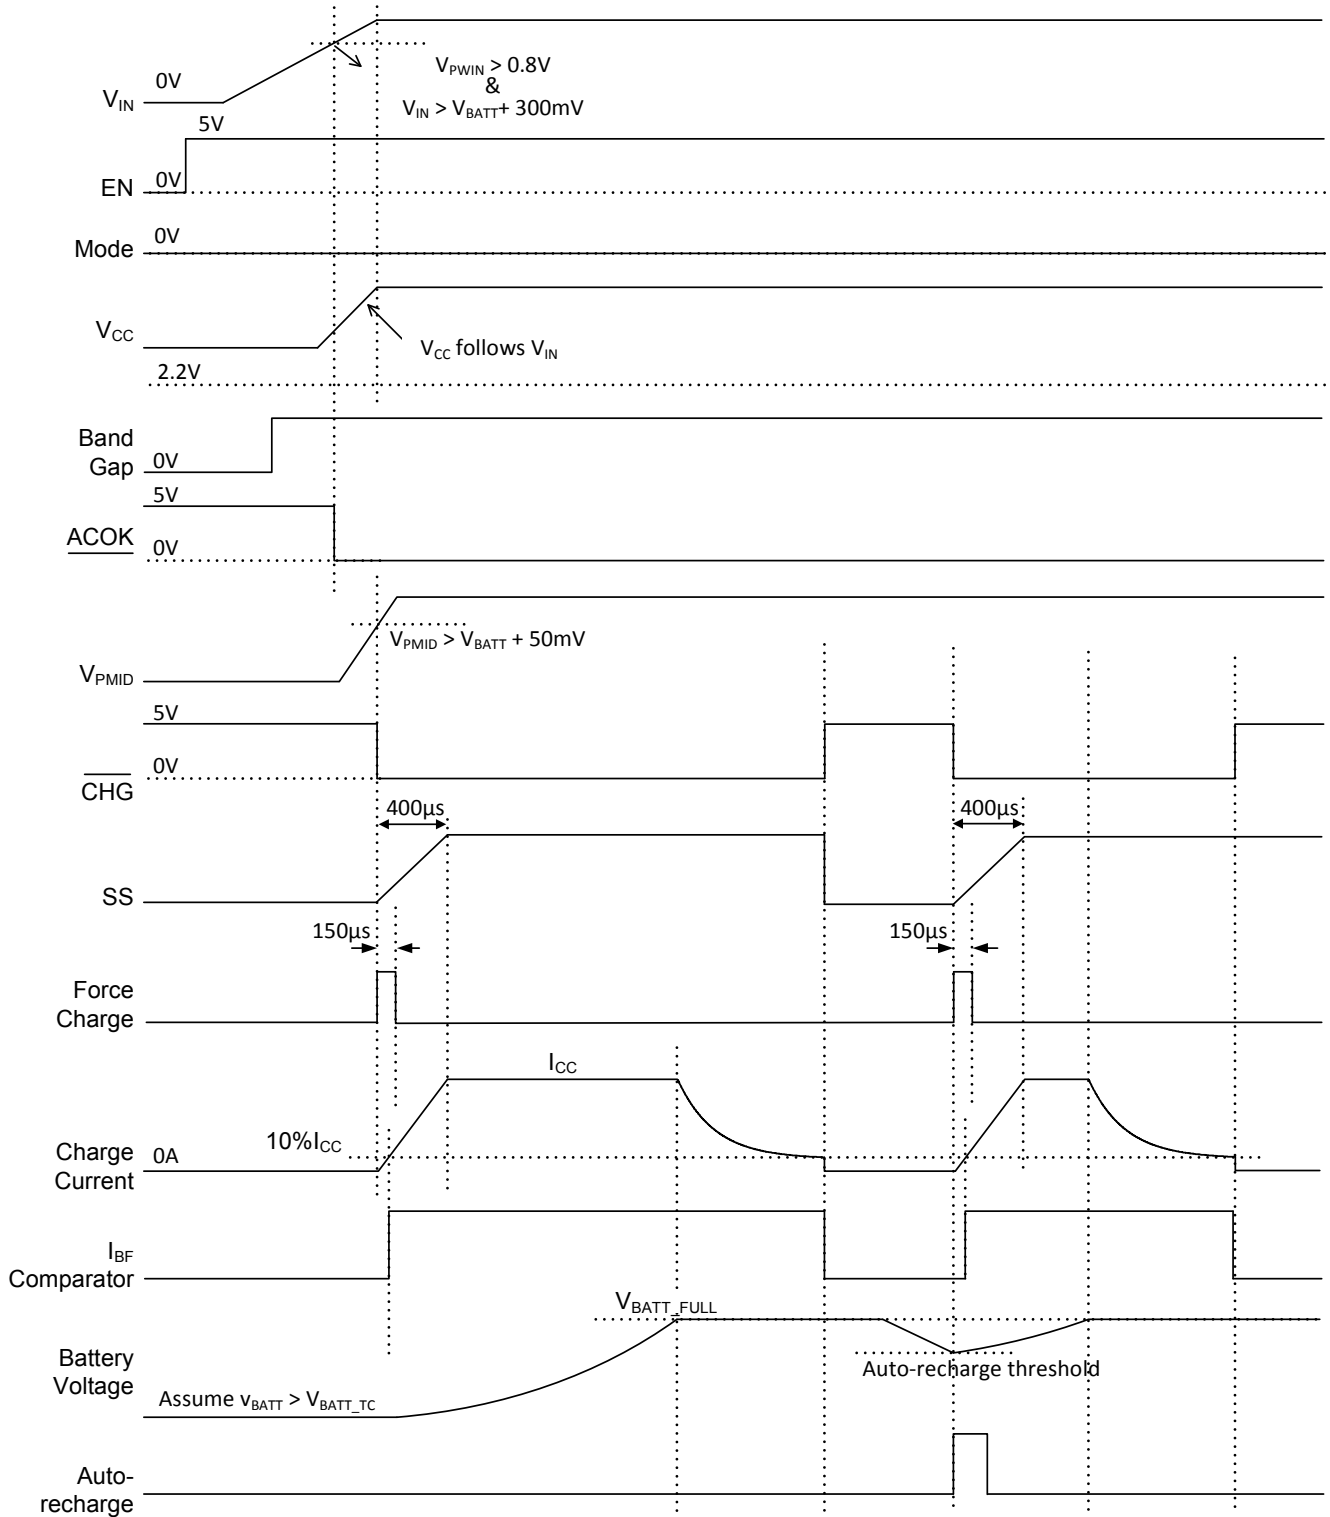 V_IN
0V
V_PWIN > 0.8V
&
V_IN > V_BATT + 300mV
5V
EN
0V
Mode
0V
V_CC
V_CC follows V_IN
2.2V
Band
Gap
0V
5V
ACOK
0V
V_PMID > V_BATT + 50mV
V_PMID
5V
0V
CHG
400μs
400μs
SS
150μs
150μs
Force
Charge
I_CC
10%I_CC
Charge
Current
0A
I_BF
Comparator
V_BATT_FULL
Battery
Voltage
Auto-recharge threshold
Assume v_BATT > V_BATT_TC
Auto-
recharge